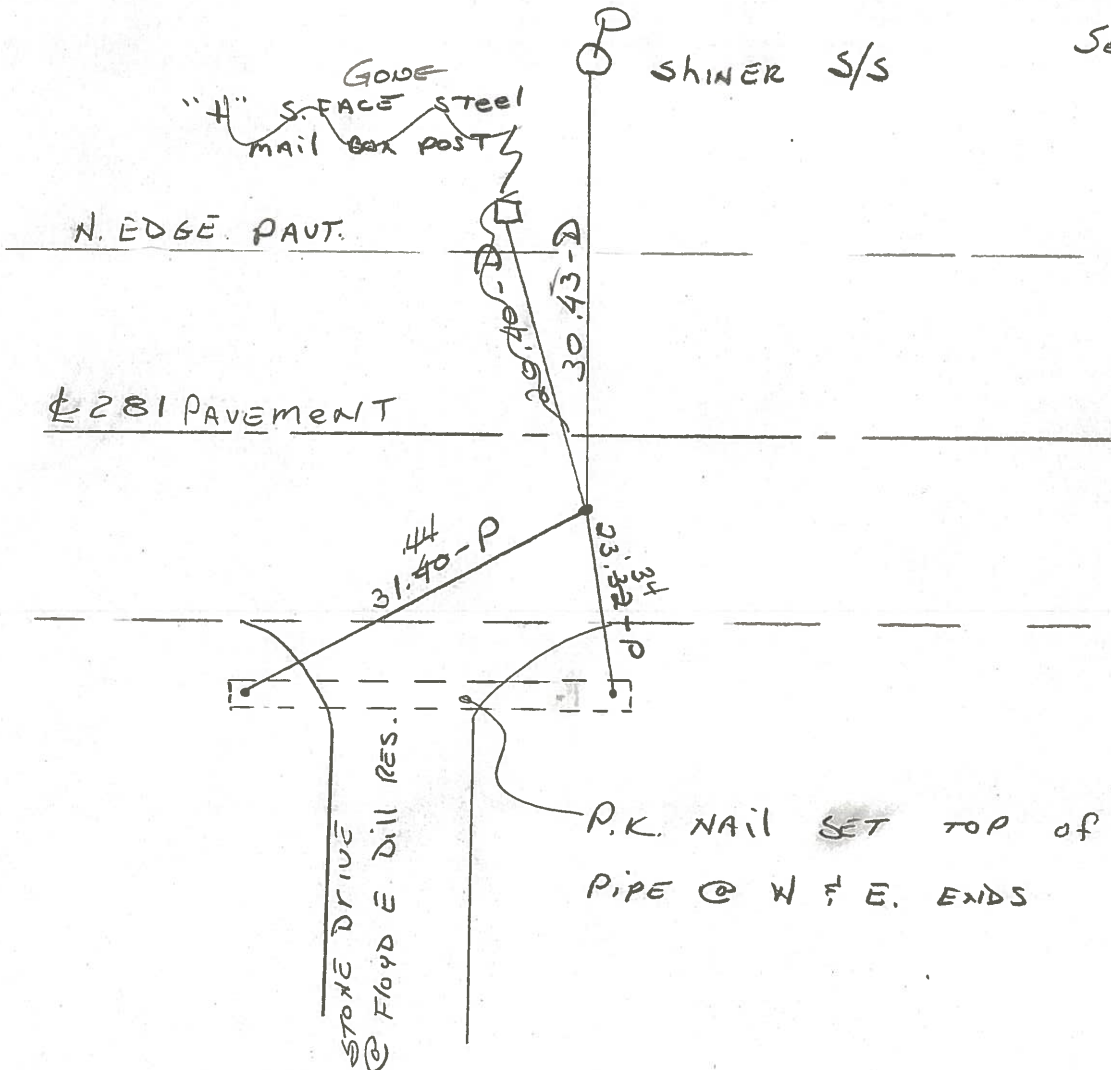 P
Se
SHINER S/S
GONE
"H" S. FACE STEEL
MAIL BOX POST
N. EDGE. PAVT.
29.40-D
30.43-D
℄ 281 PAVEMENT
.44
31.40-P
.34
23.32-P
STONE DRIVE
@ FLOYD E. Dill RES.
P.K. NAIL SET TOP of
PIPE @ W & E. ENDS